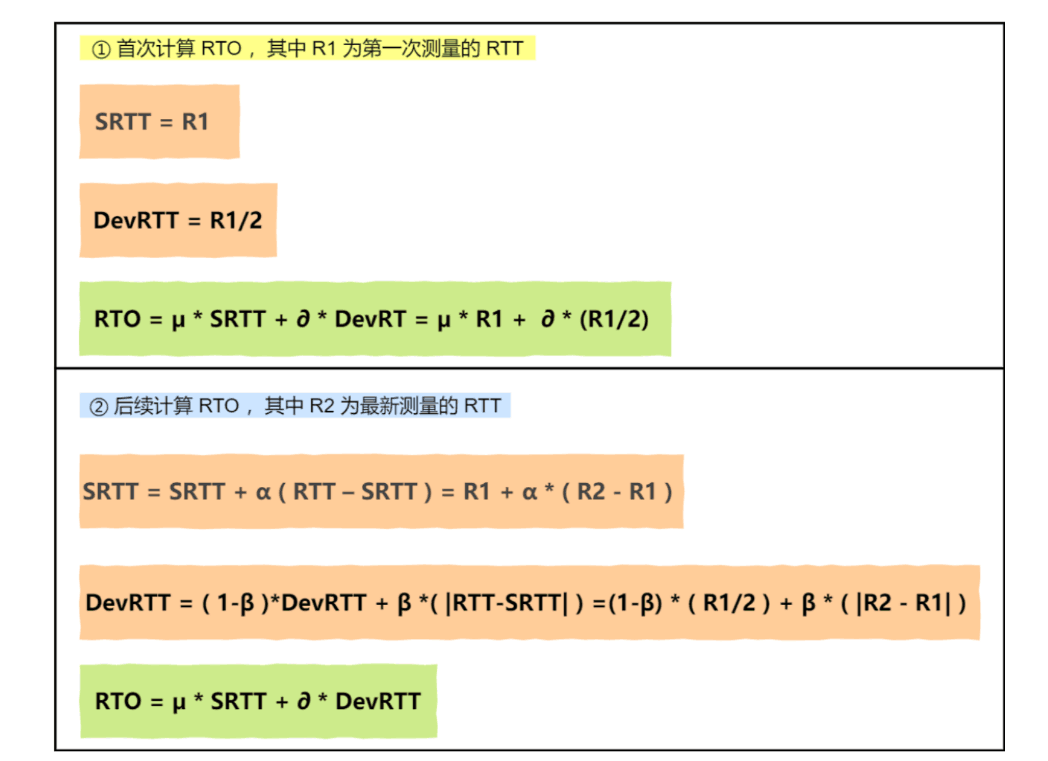 ① 首次计算 RTO ，其中 R1 为第一次测量的 RTT
SRTT = R1
DevRTT = R1/2
RTO = μ * SRTT + ∂ * DevRT = μ * R1 + ∂ * (R1/2)
② 后续计算 RTO ，其中 R2 为最新测量的 RTT
SRTT = SRTT + α ( RTT – SRTT ) = R1 + α * ( R2 - R1 )
DevRTT = ( 1-β )*DevRTT + β *( |RTT-SRTT| ) =(1-β) * ( R1/2 ) + β * ( |R2 - R1| )
RTO = μ * SRTT + ∂ * DevRTT